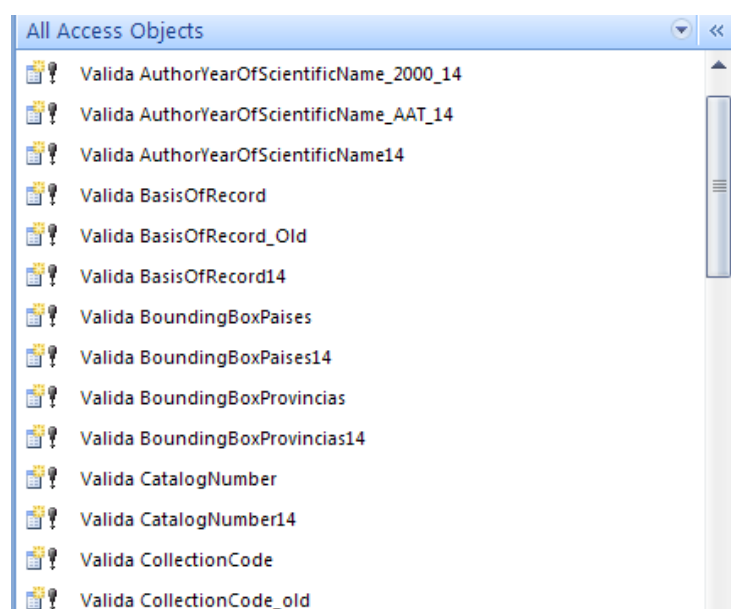 All Access Objects
Valida AuthorYearOfScientificName_2000_14
Valida AuthorYearOfScientificName_AAT_14
Valida AuthorYearOfScientificName14
Valida BasisOfRecord
Valida BasisOfRecord_Old
Valida BasisOfRecord14
Valida BoundingBoxPaises
Valida BoundingBoxPaises14
Valida BoundingBoxProvincias
Valida BoundingBoxProvincias14
Valida CatalogNumber
Valida CatalogNumber14
Valida CollectionCode
Valida CollectionCode_old